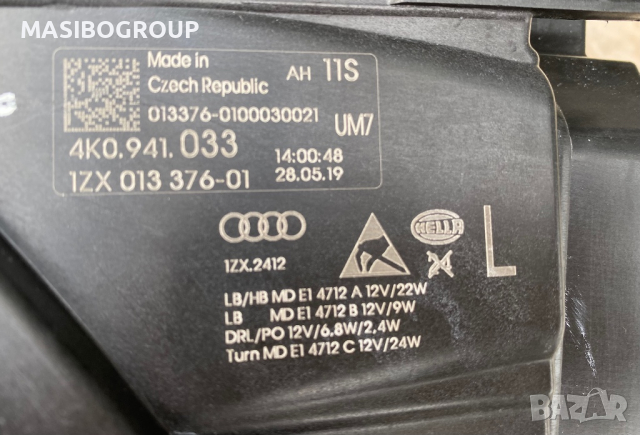 MASIBOGROUP
Made in
Czech Republic
AH 11S
013376-0100030021
UM7
4K0.941.033
14:00:48
1ZX 013 376-01
28.05.19
1ZX.2412
HELLA
L
LB/HB MD E1 4712 A 12V/22W
LB MD E1 4712 B 12V/9W
DRL/PO 12V/6.8W/2,4W
Turn MD E1 4712 C 12V/24W
BAZAR